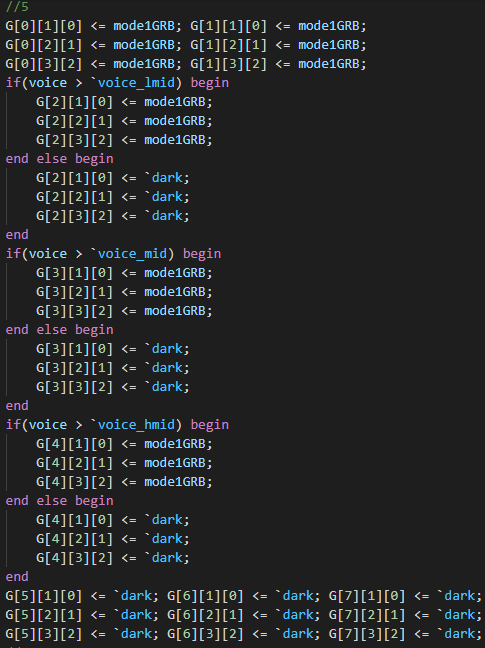 //5
G[0][1][0] <= mode1GRB; G[1][1][0] <= mode1GRB;
G[0][2][1] <= mode1GRB; G[1][2][1] <= mode1GRB;
G[0][3][2] <= mode1GRB; G[1][3][2] <= mode1GRB;
if(voice > `voice_lmid) begin
    G[2][1][0] <= mode1GRB;
    G[2][2][1] <= mode1GRB;
    G[2][3][2] <= mode1GRB;
end else begin
    G[2][1][0] <= `dark;
    G[2][2][1] <= `dark;
    G[2][3][2] <= `dark;
end
if(voice > `voice_mid) begin
    G[3][1][0] <= mode1GRB;
    G[3][2][1] <= mode1GRB;
    G[3][3][2] <= mode1GRB;
end else begin
    G[3][1][0] <= `dark;
    G[3][2][1] <= `dark;
    G[3][3][2] <= `dark;
end
if(voice > `voice_hmid) begin
    G[4][1][0] <= mode1GRB;
    G[4][2][1] <= mode1GRB;
    G[4][3][2] <= mode1GRB;
end else begin
    G[4][1][0] <= `dark;
    G[4][2][1] <= `dark;
    G[4][3][2] <= `dark;
end
G[5][1][0] <= `dark; G[6][1][0] <= `dark; G[7][1][0] <= `dark;
G[5][2][1] <= `dark; G[6][2][1] <= `dark; G[7][2][1] <= `dark;
G[5][3][2] <= `dark; G[6][3][2] <= `dark; G[7][3][2] <= `dark;